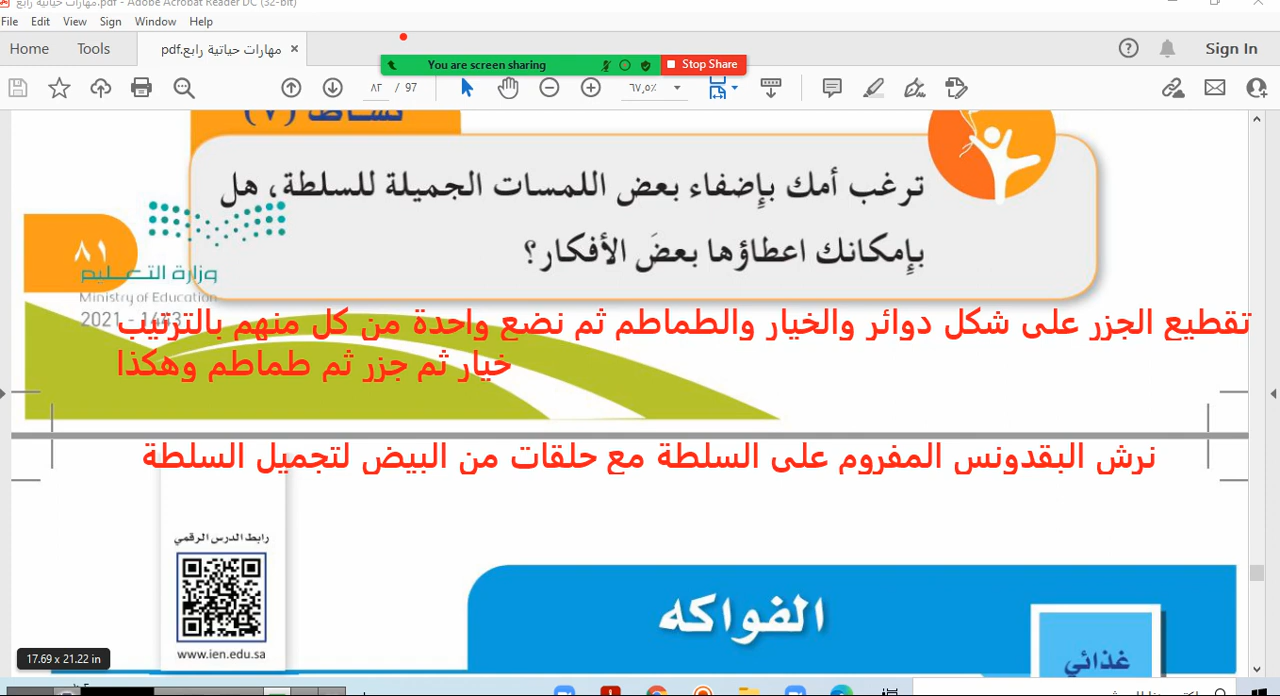 مهارات حياتية رابع.pdf - Adobe Acrobat Reader DC (32-bit)
File Edit View Sign Window Help
Home Tools مهارات حياتية رابع.pdf × Sign In
You are screen sharing Stop Share
٨٢ / 97 ٦٧٫٥٪
نشاط (٧)
ترغب أمك بإضفاء بعض اللمسات الجميلة للسلطة، هل
بإمكانك اعطاؤها بعضَ الأفكار؟
٨١
وزارة التعليم
Ministry of Education
2021 - 1443
تقطيع الجزر على شكل دوائر والخيار والطماطم ثم نضع واحدة من كل منهم بالترتيب
خيار ثم جزر ثم طماطم وهكذا
نرش البقدونس المفروم على السلطة مع حلقات من البيض لتجميل السلطة
رابط الدرس الرقمي
www.ien.edu.sa
الفواكه
غذائي
17.69 x 21.22 in